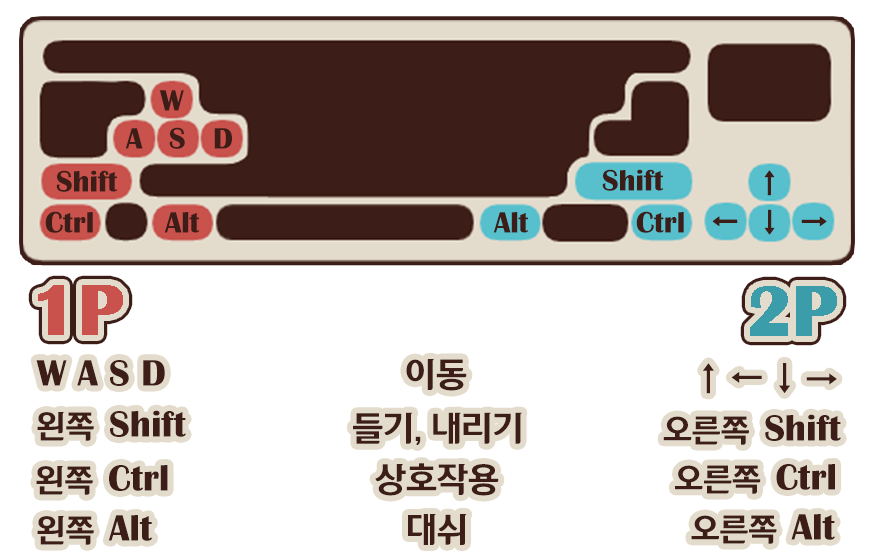 W
A S D
Shift Shift ↑
Ctrl Alt Alt Ctrl ← ↓ →
1P 2P
W A S D 이동 ↑ ← ↓ →
왼쪽 Shift 들기, 내리기 오른쪽 Shift
왼쪽 Ctrl 상호작용 오른쪽 Ctrl
왼쪽 Alt 대쉬 오른쪽 Alt